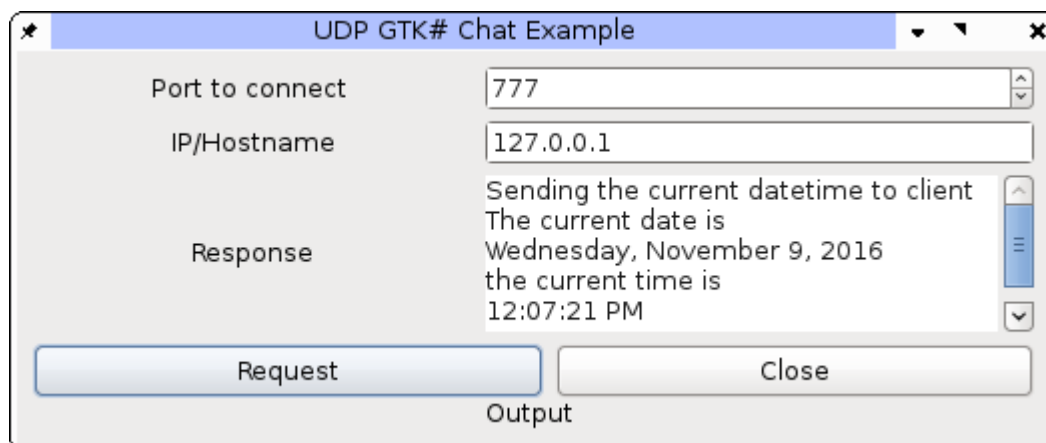 UDP GTK# Chat Example
Port to connect
777
IP/Hostname
127.0.0.1
Response
Sending the current datetime to client
The current date is
Wednesday, November 9, 2016
the current time is
12:07:21 PM
Request
Close
Output